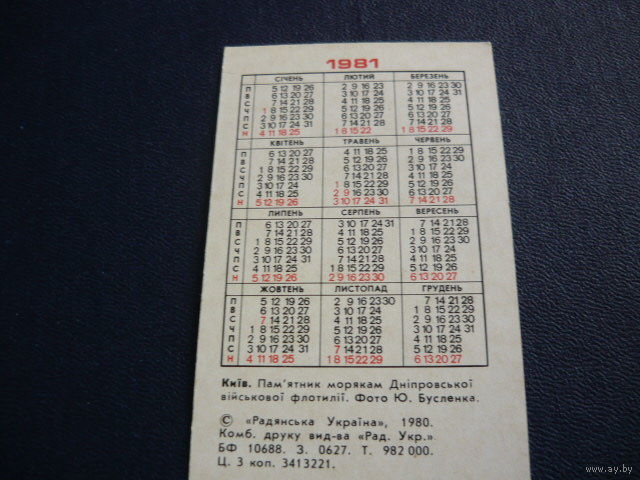 1981
СІЧЕНЬ ЛЮТИЙ БЕРЕЗЕНЬ
П 5 12 19 26 2 9 16 23 2 9 16 23 30
В 6 13 20 27 3 10 17 24 3 10 17 24 31
С 7 14 21 28 4 11 18 25 4 11 18 25
Ч 1 8 15 22 29 5 12 19 26 5 12 19 26
П 2 9 16 23 30 6 13 20 27 6 13 20 27
С 3 10 17 24 31 7 14 21 28 7 14 21 28
Н 4 11 18 25 1 8 15 22 1 8 15 22 29
КВІТЕНЬ ТРАВЕНЬ ЧЕРВЕНЬ
П 6 13 20 27 4 11 18 25 1 8 15 22 29
В 7 14 21 28 5 12 19 26 2 9 16 23 30
С 1 8 15 22 29 6 13 20 27 3 10 17 24
Ч 2 9 16 23 30 7 14 21 28 4 11 18 25
П 3 10 17 24 1 8 15 22 29 5 12 19 26
С 4 11 18 25 2 9 16 23 30 6 13 20 27
Н 5 12 19 26 3 10 17 24 31 7 14 21 28
ЛИПЕНЬ СЕРПЕНЬ ВЕРЕСЕНЬ
П 6 13 20 27 3 10 17 24 31 7 14 21 28
В 7 14 21 28 4 11 18 25 1 8 15 22 29
С 1 8 15 22 29 5 12 19 26 2 9 16 23 30
Ч 2 9 16 23 30 6 13 20 27 3 10 17 24
П 3 10 17 24 31 7 14 21 28 4 11 18 25
С 4 11 18 25 1 8 15 22 29 5 12 19 26
Н 5 12 19 26 2 9 16 23 30 6 13 20 27
ЖОВТЕНЬ ЛИСТОПАД ГРУДЕНЬ
П 5 12 19 26 2 9 16 23 30 7 14 21 28
В 6 13 20 27 3 10 17 24 1 8 15 22 29
С 7 14 21 28 4 11 18 25 2 9 16 23 30
Ч 1 8 15 22 29 5 12 19 26 3 10 17 24 31
П 2 9 16 23 30 6 13 20 27 4 11 18 25
С 3 10 17 24 31 7 14 21 28 5 12 19 26
Н 4 11 18 25 1 8 15 22 29 6 13 20 27
Київ. Пам'ятник морякам Дніпровської
військової флотилії. Фото Ю. Бусленка.
© «Радянська Україна», 1980.
Комб. друку вид-ва «Рад. Укр.»
БФ 10688. З. 0627. Т. 982 000.
Ц. 3 коп. 3413221.
www.ay.by